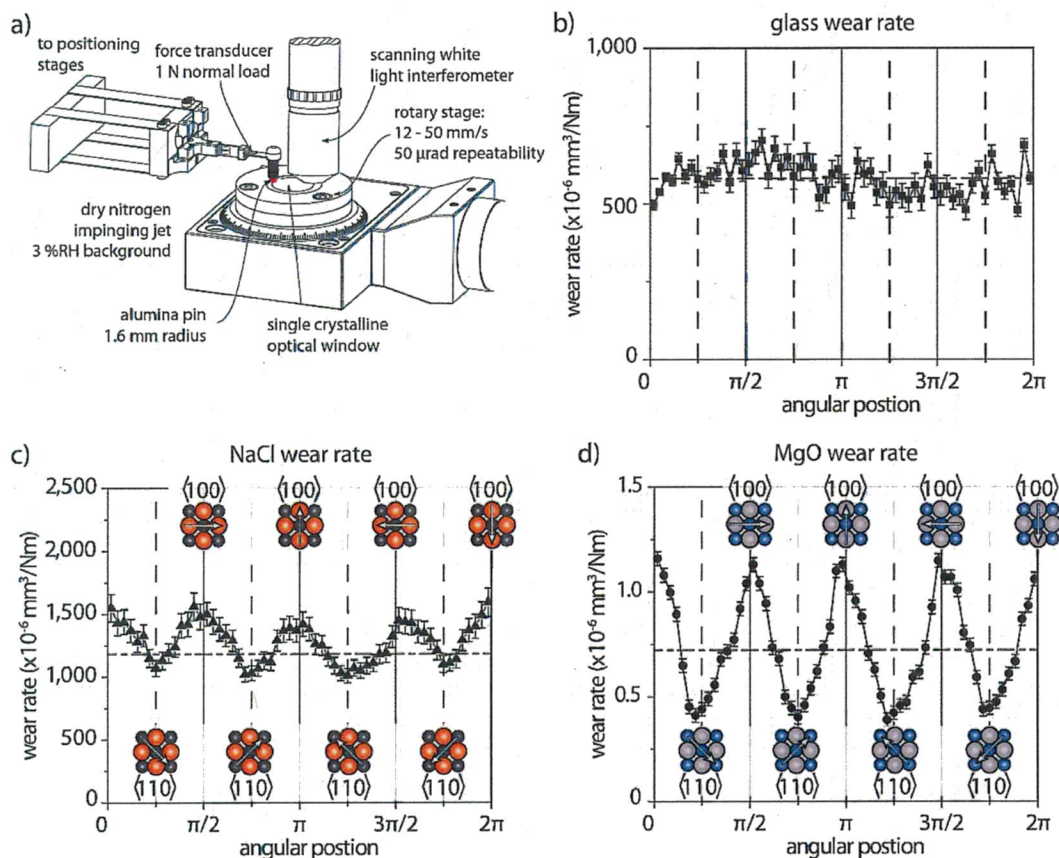 a)
to positioning
stages
force transducer
1 N normal load
scanning white
light interferometer
rotary stage:
12 - 50 mm/s
50 μrad repeatability
dry nitrogen
impinging jet
3 %RH background
alumina pin
1.6 mm radius
single crystalline
optical window
b)
glass wear rate
1,000
500
0
wear rate (x10⁻⁶ mm³/Nm)
0
π/2
π
3π/2
2π
angular postion
c)
NaCl wear rate
2,500
2,000
1,500
1,000
500
0
wear rate (x10⁻⁶ mm³/Nm)
⟨100⟩ ⟨100⟩ ⟨100⟩ ⟨100⟩
⟨110⟩ ⟨110⟩ ⟨110⟩ ⟨110⟩
0 π/2 π 3π/2 2π
angular postion
d)
MgO wear rate
1.5
1.0
0.5
0
wear rate (x10⁻⁶ mm³/Nm)
⟨100⟩ ⟨100⟩ ⟨100⟩ ⟨100⟩
⟨110⟩ ⟨110⟩ ⟨110⟩ ⟨110⟩
0 π/2 π 3π/2 2π
angular postion